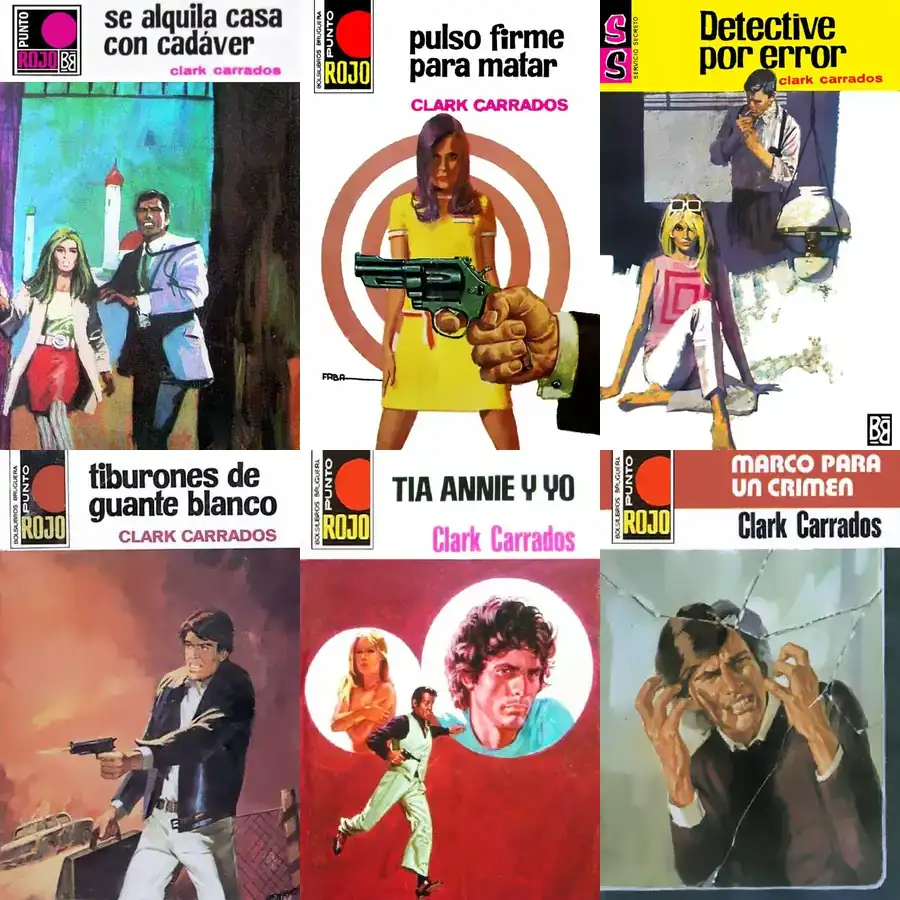 PUNTO
ROJO
BB
se alquila casa
con cadáver
clark carrados
BOLSILIBROS BRUGUERA
PUNTO
ROJO
pulso firme
para matar
CLARK CARRADOS
FABA
SS
SERVICIO SECRETO
Detective
por error
clark carrados
BB
BOLSILIBROS BRUGUERA
PUNTO
ROJO
tiburones de
guante blanco
CLARK CARRADOS
BOLSILIBROS BRUGUERA
PUNTO
ROJO
TIA ANNIE Y YO
Clark Carrados
BOLSILIBROS BRUGUERA
PUNTO
ROJO
MARCO PARA
UN CRIMEN
Clark Carrados